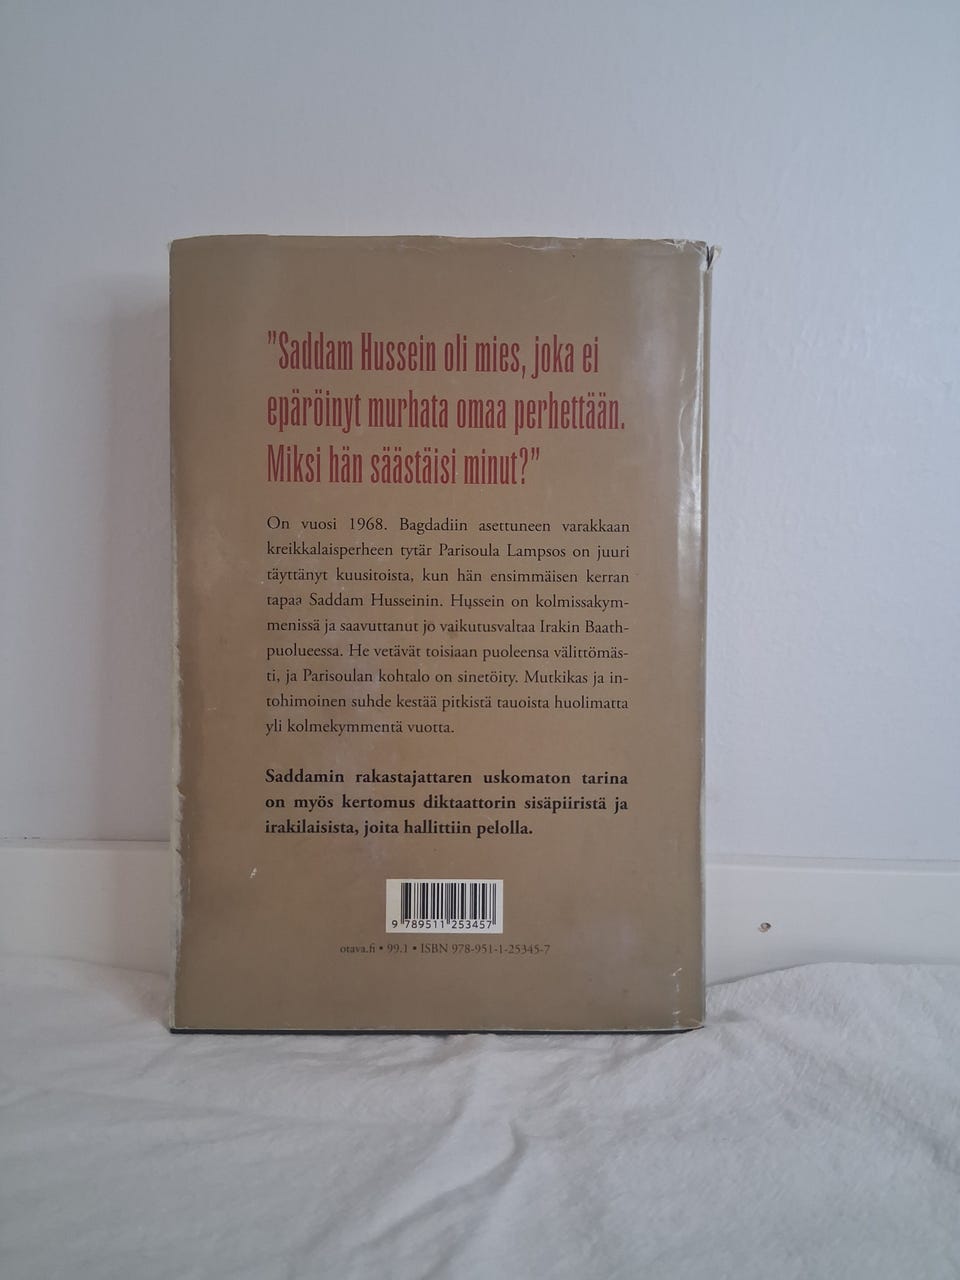 ”Saddam Hussein oli mies, joka ei
epäröinyt murhata omaa perhettään.
Miksi hän säästäisi minut?”
On vuosi 1968. Bagdadiin asettuneen varakkaan
kreikkalaisperheen tytär Parisoula Lampsos on juuri
täyttänyt kuusitoista, kun hän ensimmäisen kerran
tapaa Saddam Husseinin. Hussein on kolmissakym-
menissä ja saavuttanut jo vaikutusvaltaa Irakin Baath-
puolueessa. He vetävät toisiaan puoleensa välittömäs-
ti, ja Parisoulan kohtalo on sinetöity. Mutkikas ja in-
tohimoinen suhde kestää pitkistä tauoista huolimatta
yli kolmekymmentä vuotta.
Saddamin rakastajattaren uskomaton tarina
on myös kertomus diktaattorin sisäpiiristä ja
irakilaisista, joita hallittiin pelolla.
9 789511 253457
otava.fi • 99.1 • ISBN 978-951-1-25345-7